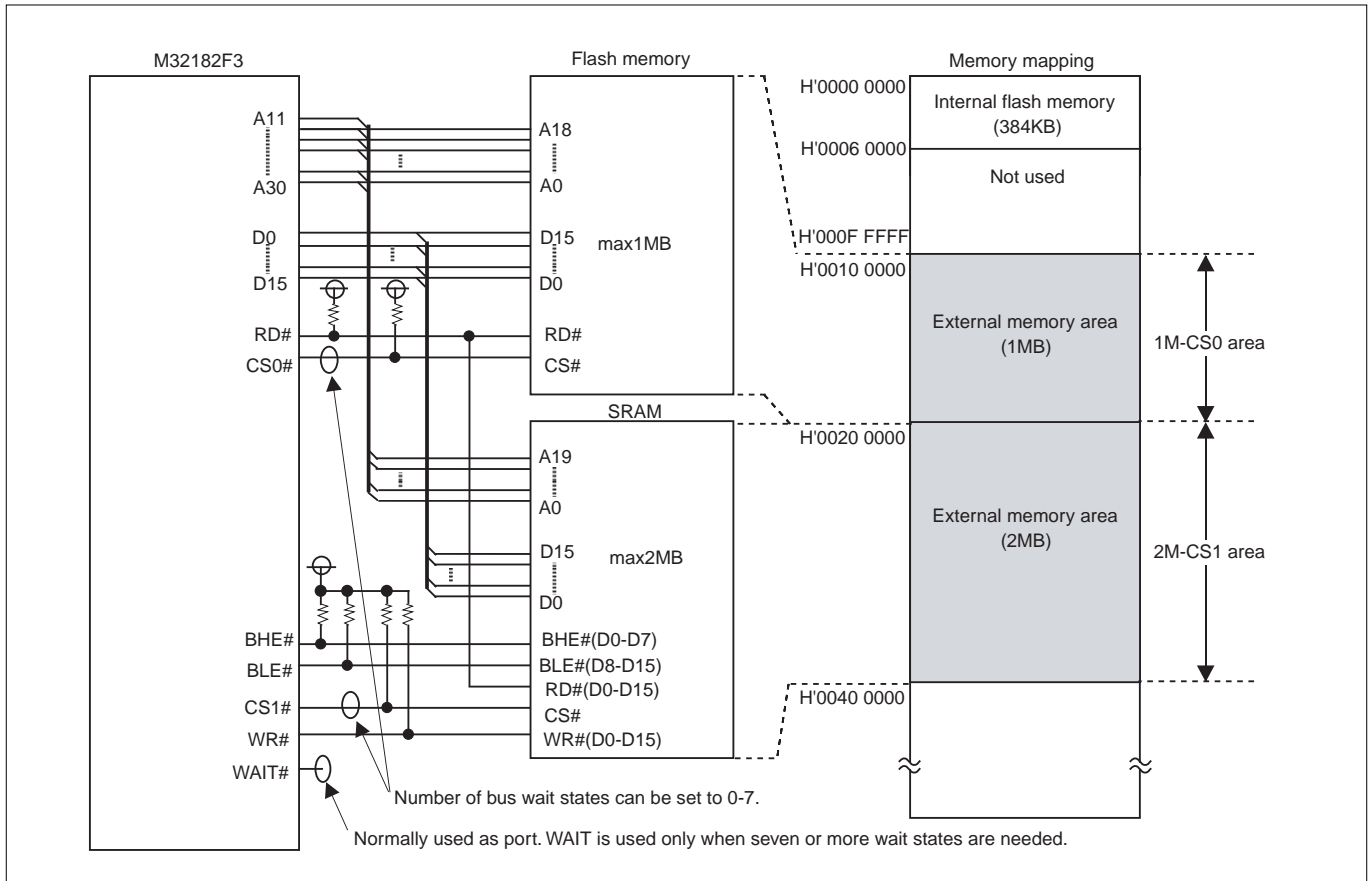 M32182F3
A11
A30
D0
D15
RD#
CS0#
BHE#
BLE#
CS1#
WR#
WAIT#
Flash memory
A18
A0
D15
max1MB
D0
RD#
CS#
SRAM
A19
A0
D15
max2MB
D0
BHE#(D0-D7)
BLE#(D8-D15)
RD#(D0-D15)
CS#
WR#(D0-D15)
Number of bus wait states can be set to 0-7.
Normally used as port. WAIT is used only when seven or more wait states are needed.
Memory mapping
H'0000 0000
Internal flash memory
(384KB)
H'0006 0000
Not used
H'000F FFFF
H'0010 0000
External memory area
(1MB)
1M-CS0 area
H'0020 0000
External memory area
(2MB)
2M-CS1 area
H'0040 0000